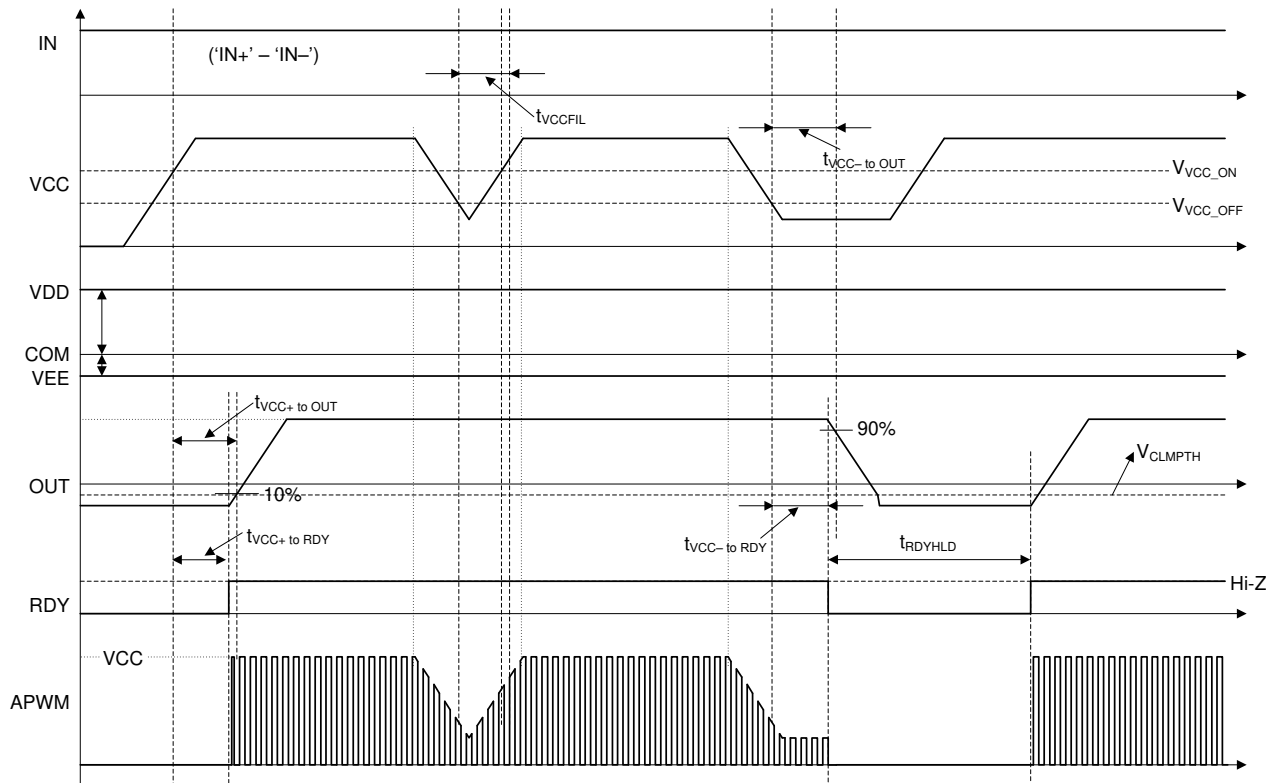 IN
(‘IN+’ – ‘IN–’)
tVCCFIL
tVCC– to OUT
VCC
VVCC_ON
VVCC_OFF
VDD
COM
VEE
tVCC+ to OUT
90%
VCLMPTH
OUT
10%
tVCC+ to RDY
tVCC– to RDY
tRDYHLD
Hi-Z
RDY
VCC
APWM